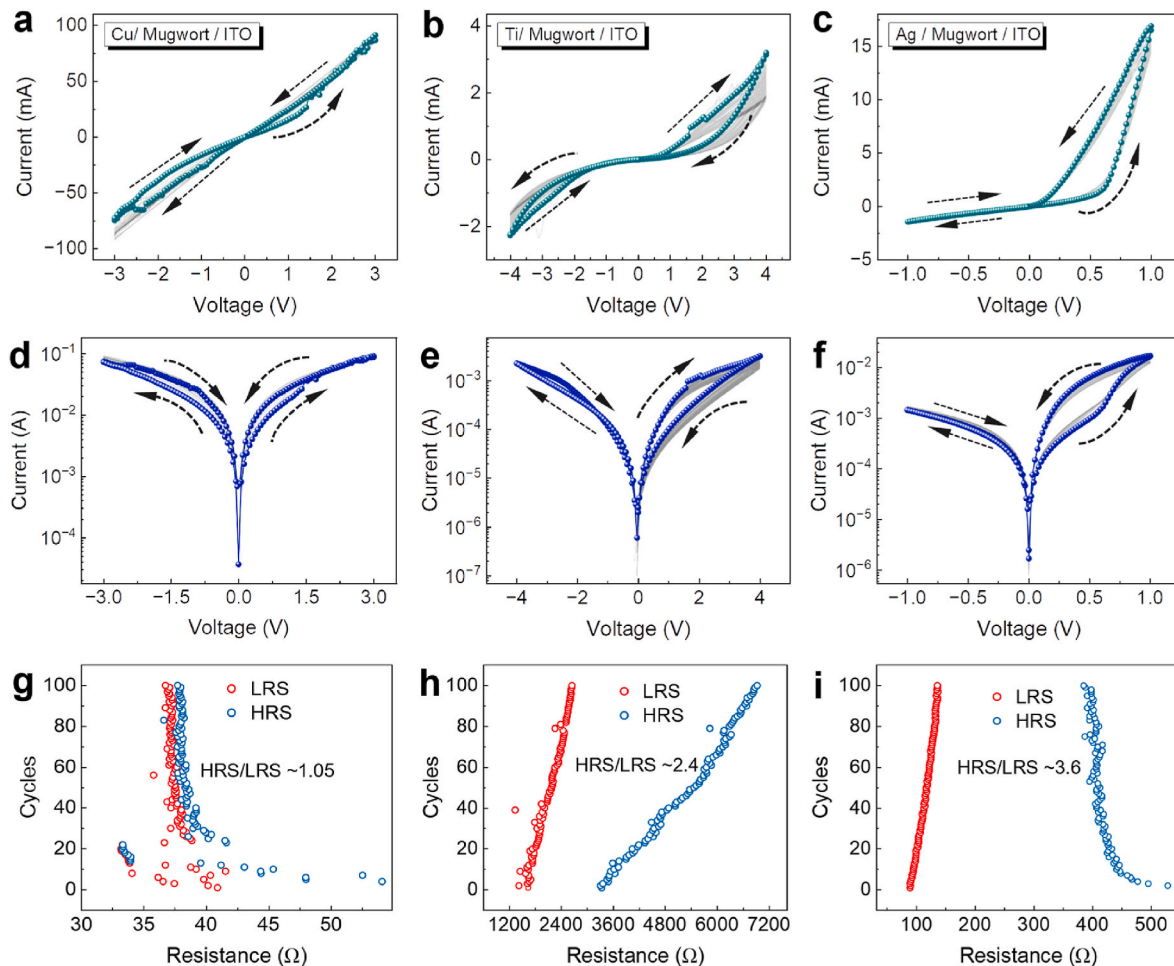 a
Cu/ Mugwort / ITO
100
50
0
−50
−100
Current (mA)
−3 −2 −1 0 1 2 3
Voltage (V)
b
Ti/ Mugwort / ITO
4
2
0
−2
Current (mA)
−4 −3 −2 −1 0 1 2 3 4
Voltage (V)
c
Ag / Mugwort / ITO
15
10
5
0
−5
Current (mA)
−1.0 −0.5 0.0 0.5 1.0
Voltage (V)
d
10−1
10−2
10−3
10−4
Current (A)
−3.0 −1.5 0.0 1.5 3.0
Voltage (V)
e
10−3
10−4
10−5
10−6
10−7
Current (A)
−4 −2 0 2 4
Voltage (V)
f
10−2
10−3
10−4
10−5
10−6
Current (A)
−1.0 −0.5 0.0 0.5 1.0
Voltage (V)
g
LRS
HRS
HRS/LRS ~1.05
100
80
60
40
20
0
Cycles
30 35 40 45 50
Resistance (Ω)
h
LRS
HRS
HRS/LRS ~2.4
100
80
60
40
20
0
Cycles
1200 2400 3600 4800 6000 7200
Resistance (Ω)
i
LRS
HRS
HRS/LRS ~3.6
100
80
60
40
20
0
Cycles
100 200 300 400 500
Resistance (Ω)